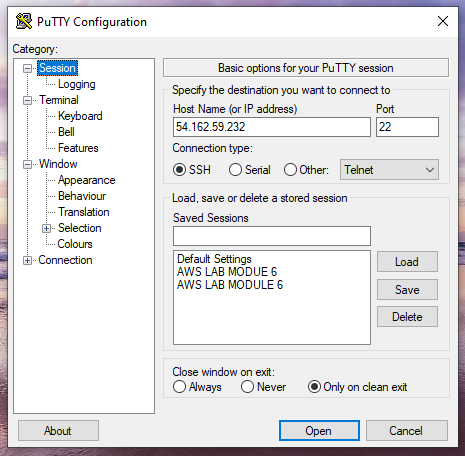 PuTTY Configuration
Category:
Session
Logging
Terminal
Keyboard
Bell
Features
Window
Appearance
Behaviour
Translation
Selection
Colours
Connection
Basic options for your PuTTY session
Specify the destination you want to connect to
Host Name (or IP address) Port
54.162.59.232 22
Connection type:
SSH Serial Other: Telnet
Load, save or delete a stored session
Saved Sessions
Default Settings
AWS LAB MODUE 6
AWS LAB MODULE 6
Load
Save
Delete
Close window on exit:
Always Never Only on clean exit
About Open Cancel